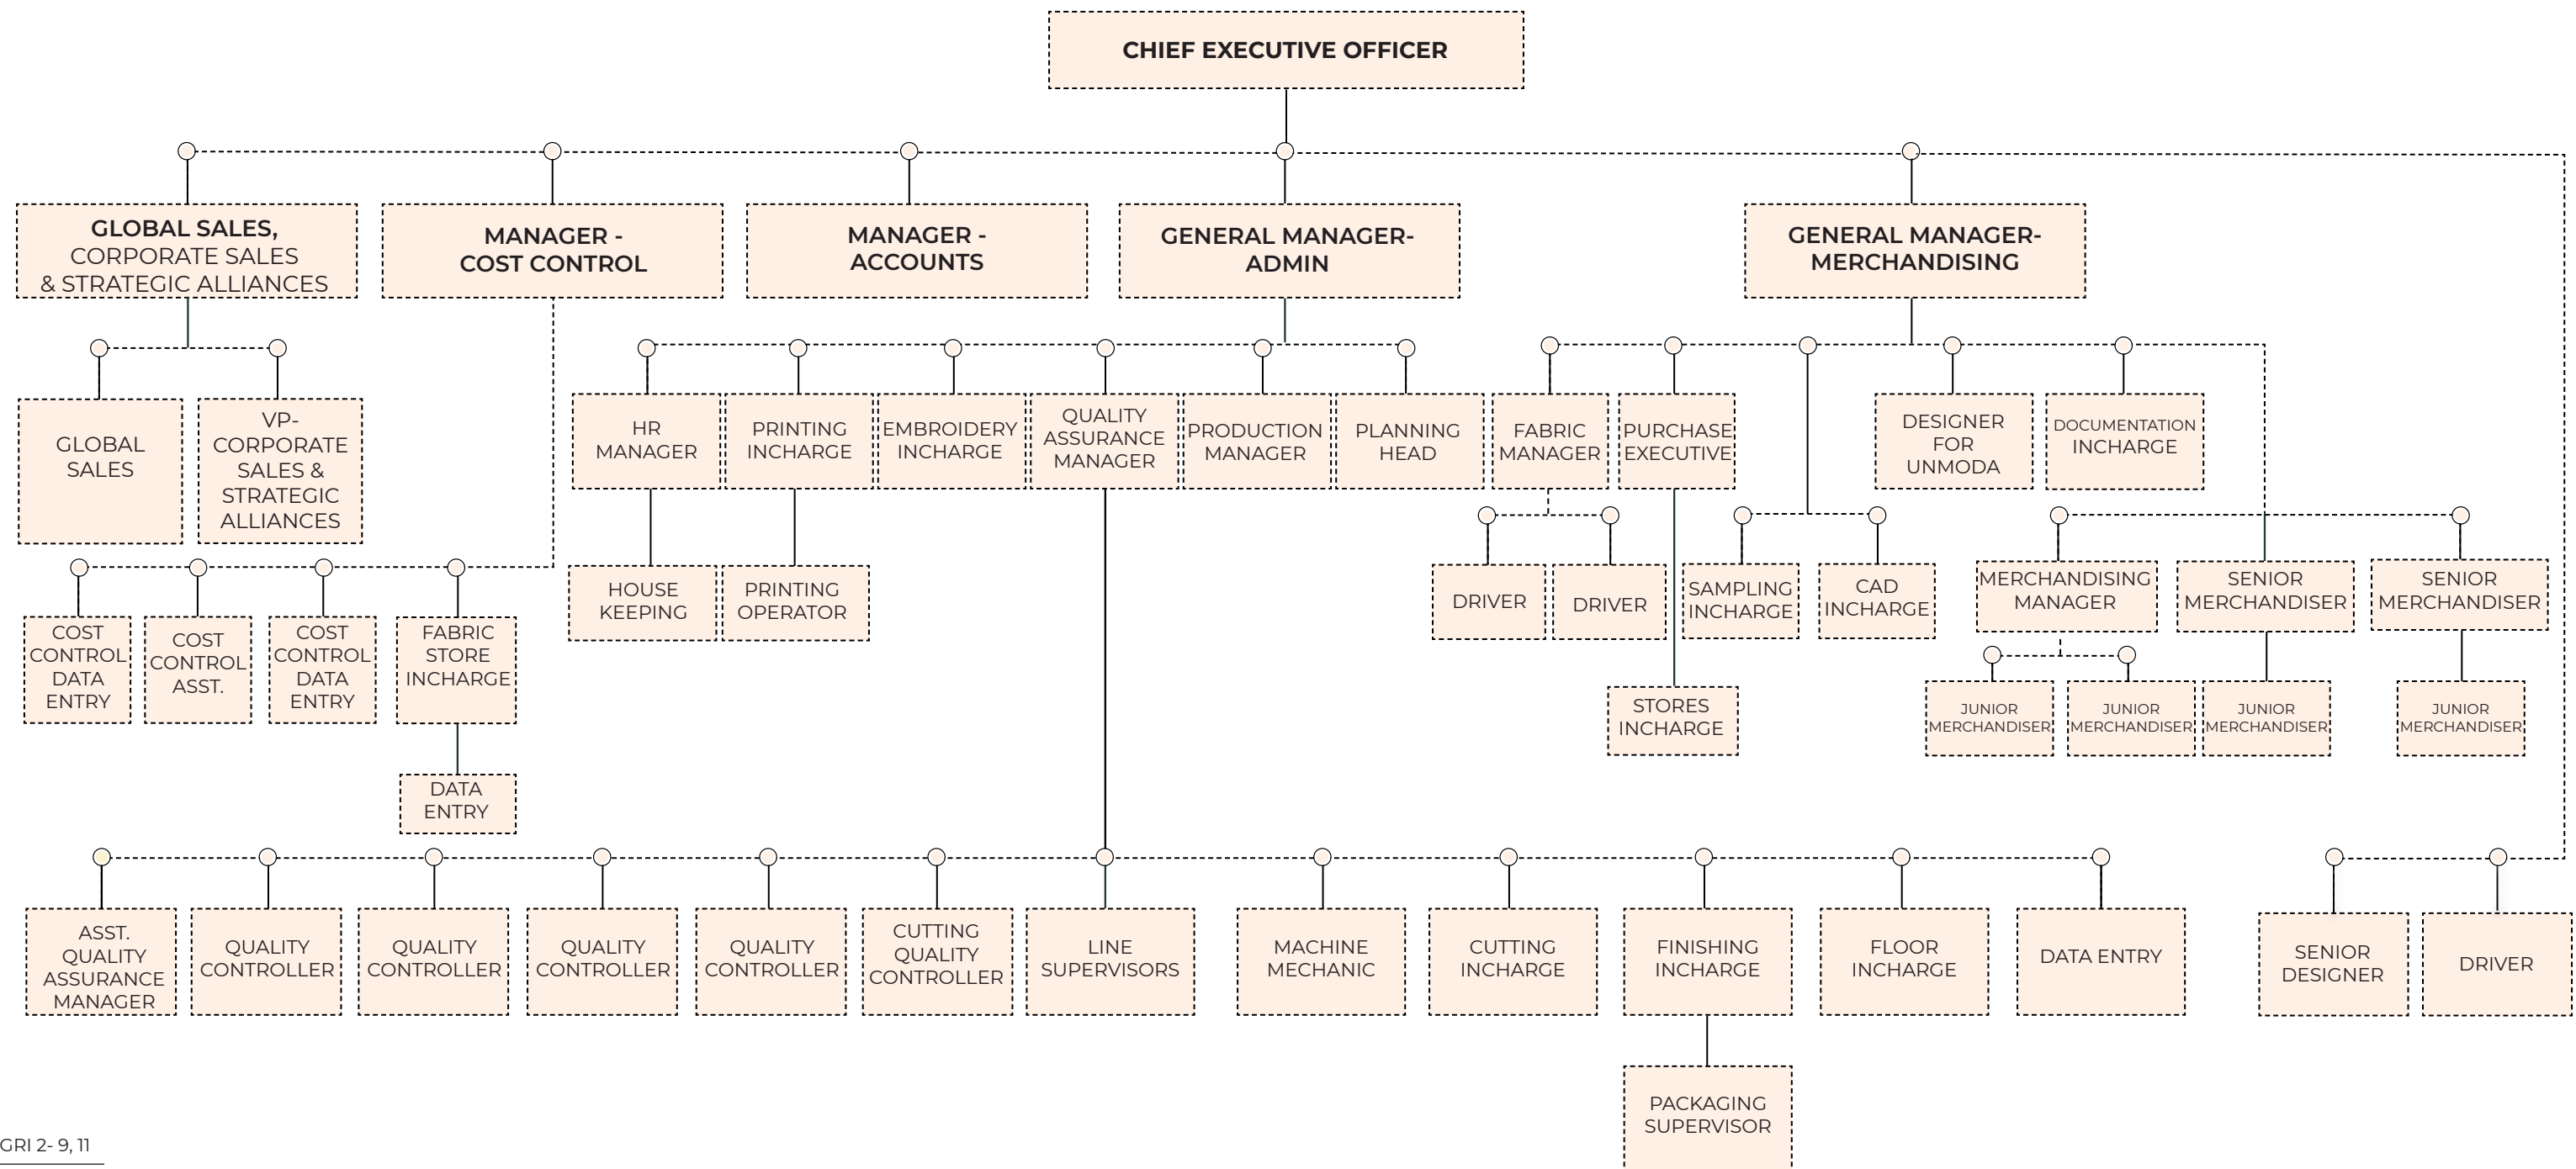 CHIEF EXECUTIVE OFFICER
GLOBAL SALES,
CORPORATE SALES
& STRATEGIC ALLIANCES
MANAGER -
COST CONTROL
MANAGER -
ACCOUNTS
GENERAL MANAGER-
ADMIN
GENERAL MANAGER-
MERCHANDISING
GLOBAL
SALES
VP-
CORPORATE
SALES &
STRATEGIC
ALLIANCES
HR
MANAGER
PRINTING
INCHARGE
EMBROIDERY
INCHARGE
QUALITY
ASSURANCE
MANAGER
PRODUCTION
MANAGER
PLANNING
HEAD
FABRIC
MANAGER
PURCHASE
EXECUTIVE
DESIGNER
FOR
UNMODA
DOCUMENTATION
INCHARGE
COST
CONTROL
DATA
ENTRY
COST
CONTROL
ASST.
COST
CONTROL
DATA
ENTRY
FABRIC
STORE
INCHARGE
HOUSE
KEEPING
PRINTING
OPERATOR
DRIVER
DRIVER
SAMPLING
INCHARGE
CAD
INCHARGE
MERCHANDISING
MANAGER
SENIOR
MERCHANDISER
SENIOR
MERCHANDISER
STORES
INCHARGE
JUNIOR
MERCHANDISER
JUNIOR
MERCHANDISER
JUNIOR
MERCHANDISER
JUNIOR
MERCHANDISER
DATA
ENTRY
ASST.
QUALITY
ASSURANCE
MANAGER
QUALITY
CONTROLLER
QUALITY
CONTROLLER
QUALITY
CONTROLLER
QUALITY
CONTROLLER
CUTTING
QUALITY
CONTROLLER
LINE
SUPERVISORS
MACHINE
MECHANIC
CUTTING
INCHARGE
FINISHING
INCHARGE
FLOOR
INCHARGE
DATA ENTRY
SENIOR
DESIGNER
DRIVER
PACKAGING
SUPERVISOR
GRI 2- 9, 11